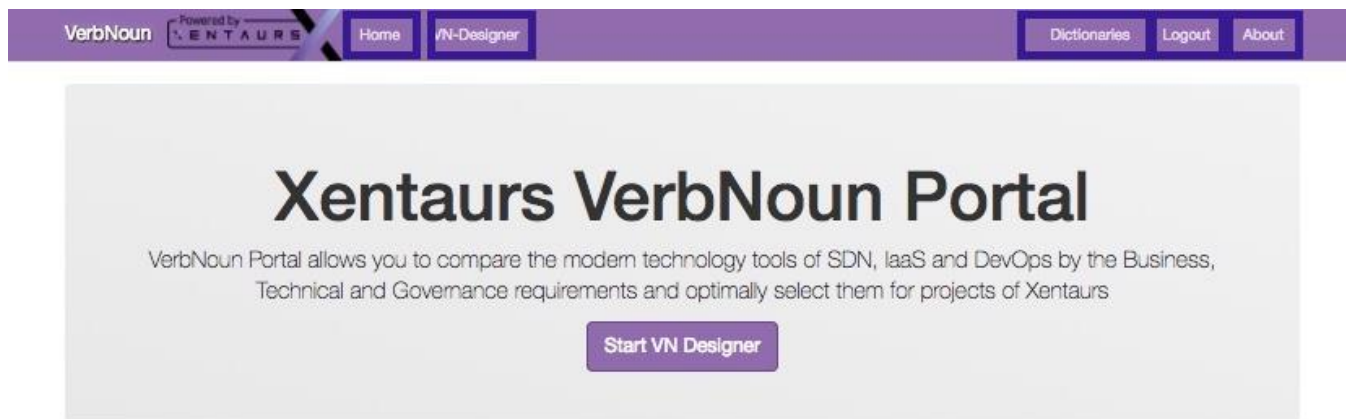 VerbNoun
Powered by
XENTAURS
Home
VN-Designer
Dictionaries
Logout
About
Xentaurs VerbNoun Portal
VerbNoun Portal allows you to compare the modern technology tools of SDN, IaaS and DevOps by the Business,
Technical and Governance requirements and optimally select them for projects of Xentaurs
Start VN Designer